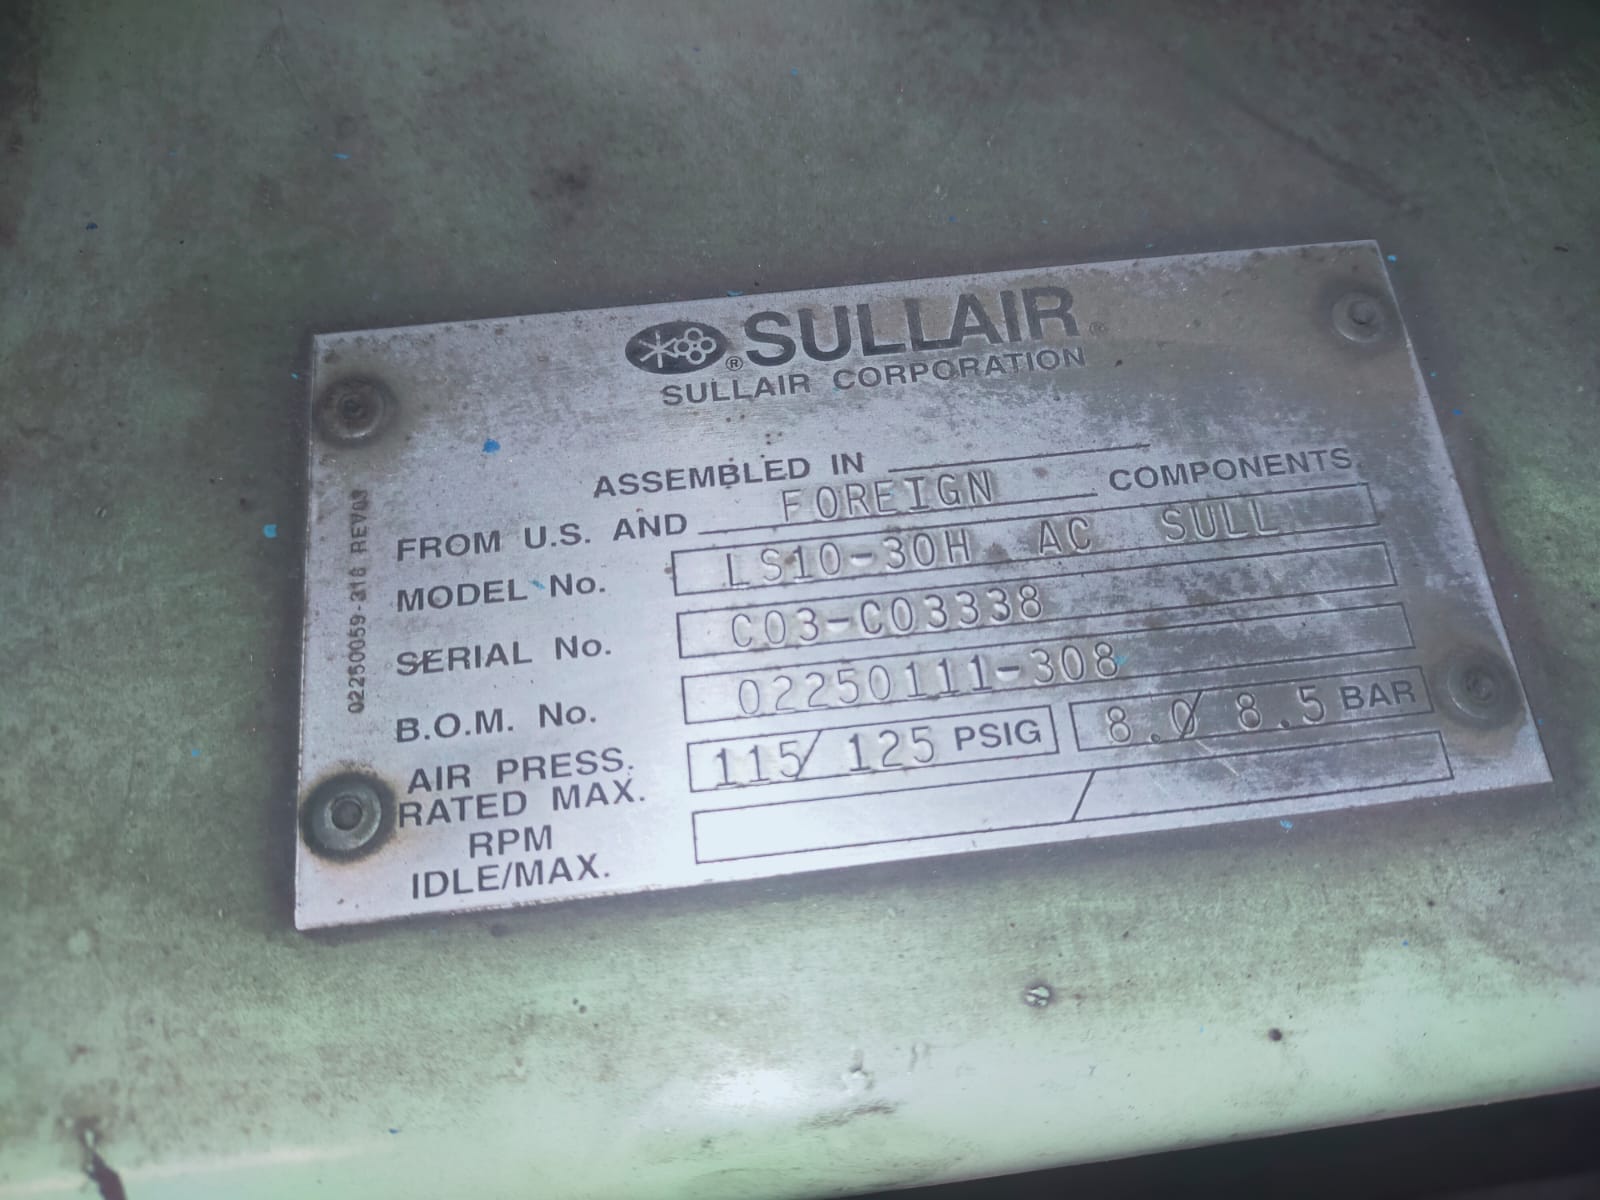 SULLAIR ®
SULLAIR CORPORATION
ASSEMBLED IN
FROM U.S. AND FOREIGN COMPONENTS
MODEL No. LS10-30H AC SULL
SERIAL No. C03-C03338
B.O.M. No. 02250111-308
AIR PRESS. RATED MAX. 115/ 125 PSIG 8.0/ 8.5 BAR
RPM IDLE/MAX. /
02250059-316 REV03